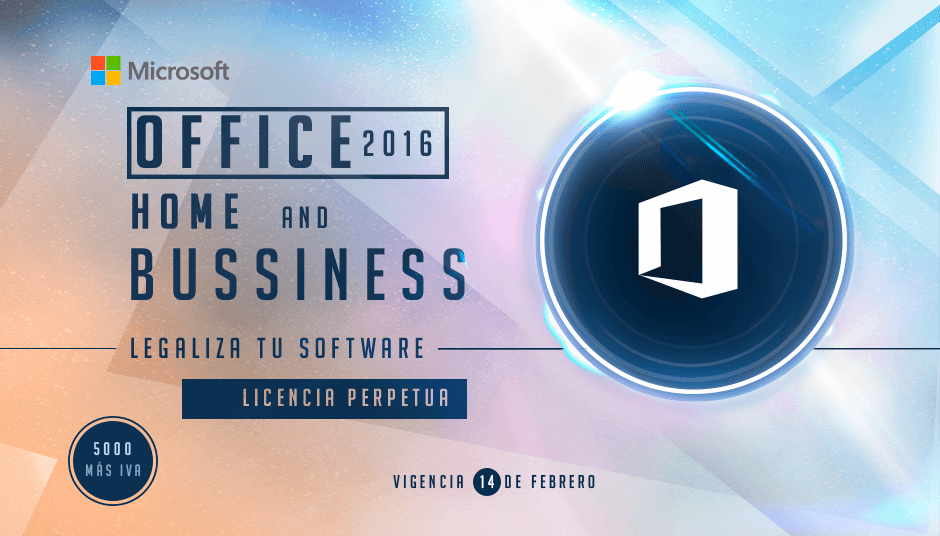 Microsoft
OFFICE 2016
HOME AND
BUSSINESS
LEGALIZA TU SOFTWARE
LICENCIA PERPETUA
5000
MÁS IVA
VIGENCIA 14 DE FEBRERO